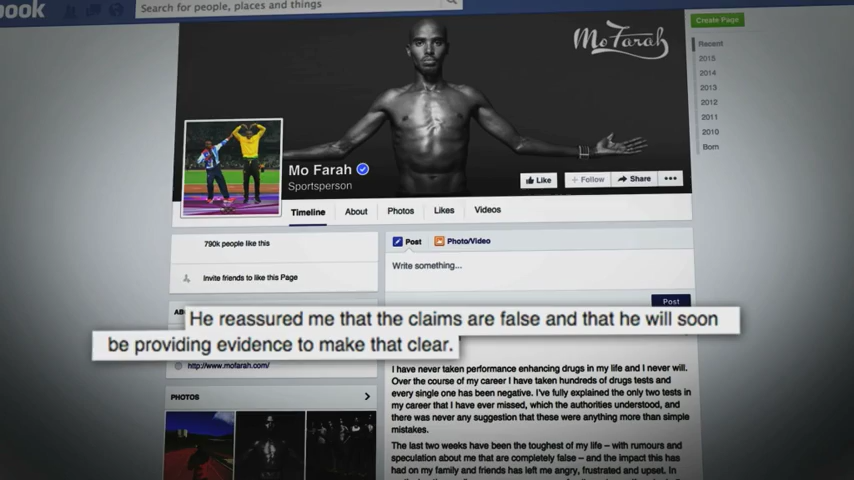 ook
Search for people, places and things
Create Page
Mo Farah
Recent
2015
2014
2013
2012
2011
2010
Born
Mo Farah
Sportsperson
Like
+ Follow
Share
•••
Timeline
About
Photos
Likes
Videos
790k people like this
Invite friends to like this Page
Post
Photo/Video
Write something...
Post
AB
He reassured me that the claims are false and that he will soon
be providing evidence to make that clear.
http://www.mofarah.com/
PHOTOS
I have never taken performance enhancing drugs in my life and I never will.
Over the course of my career I have taken hundreds of drugs tests and
every single one has been negative. I've fully explained the only two tests in
my career that I have ever missed, which the authorities understood, and
there was never any suggestion that these were anything more than simple
mistakes.
The last two weeks have been the toughest of my life – with rumours and
speculation about me that are completely false – and the impact this has
had on my family and friends has left me angry, frustrated and upset. In